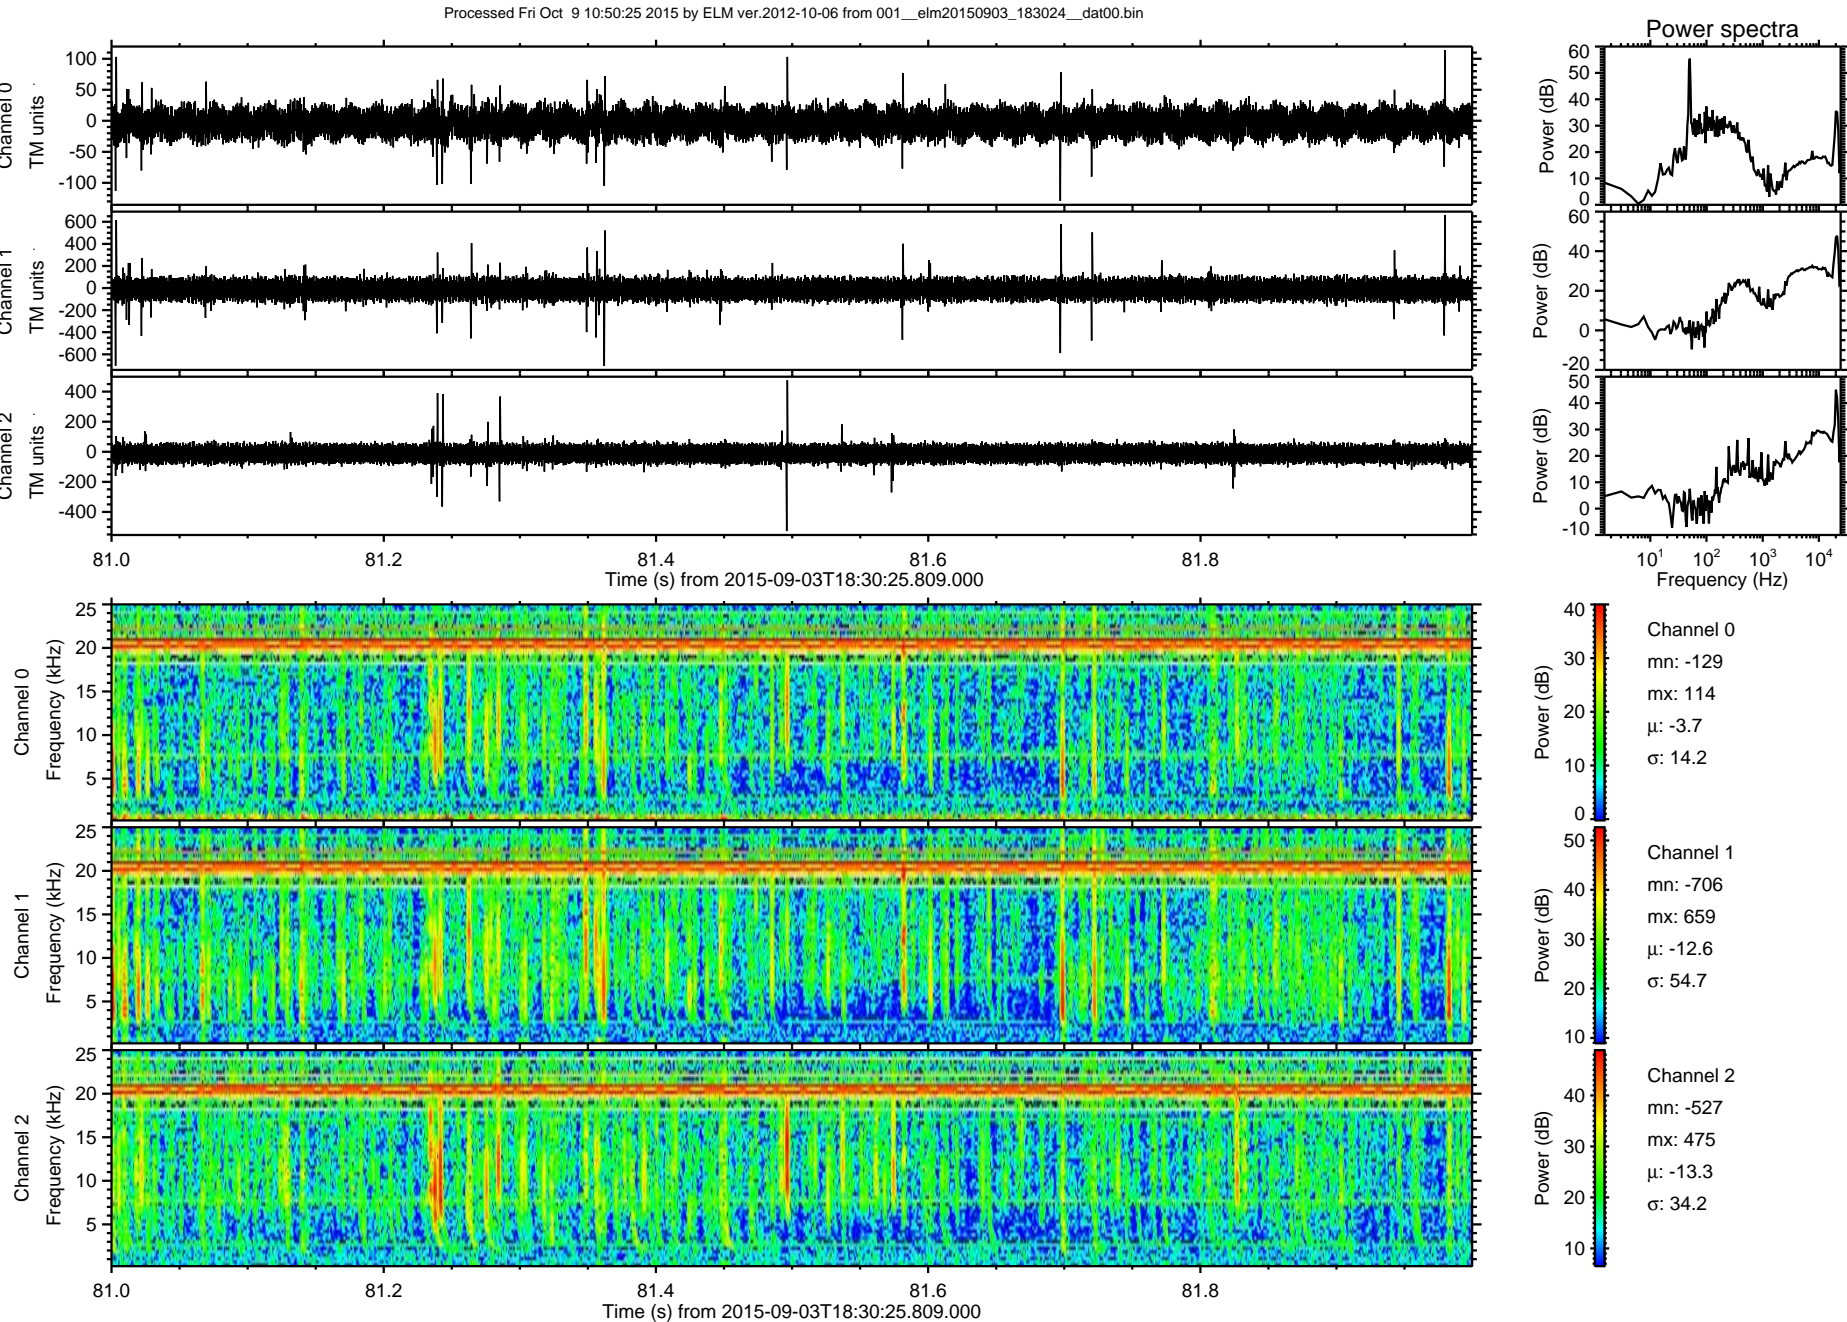 Processed Fri Oct 9 10:50:25 2015 by ELM ver.2012-10-06 from 001__elm20150903_183024__dat00.bin
Power spectra
Channel 0
TM units
100
50
0
-50
-100
Power (dB)
60
50
40
30
20
10
0
Channel 1
TM units
600
400
200
0
-200
-400
-600
Power (dB)
60
40
20
0
-20
Channel 2
TM units
400
200
0
-200
-400
Power (dB)
50
40
30
20
10
0
-10
81.0 81.2 81.4 81.6 81.8
Time (s) from 2015-09-03T18:30:25.809.000
10¹ 10² 10³ 10⁴
Frequency (Hz)
Channel 0
Frequency (kHz)
25
20
15
10
5
Power (dB)
40
30
20
10
0
Channel 0
mn: -129
mx: 114
μ: -3.7
σ: 14.2
Channel 1
Frequency (kHz)
25
20
15
10
5
Power (dB)
50
40
30
20
10
Channel 1
mn: -706
mx: 659
μ: -12.6
σ: 54.7
Channel 2
Frequency (kHz)
25
20
15
10
5
Power (dB)
40
30
20
10
Channel 2
mn: -527
mx: 475
μ: -13.3
σ: 34.2
81.0 81.2 81.4 81.6 81.8
Time (s) from 2015-09-03T18:30:25.809.000